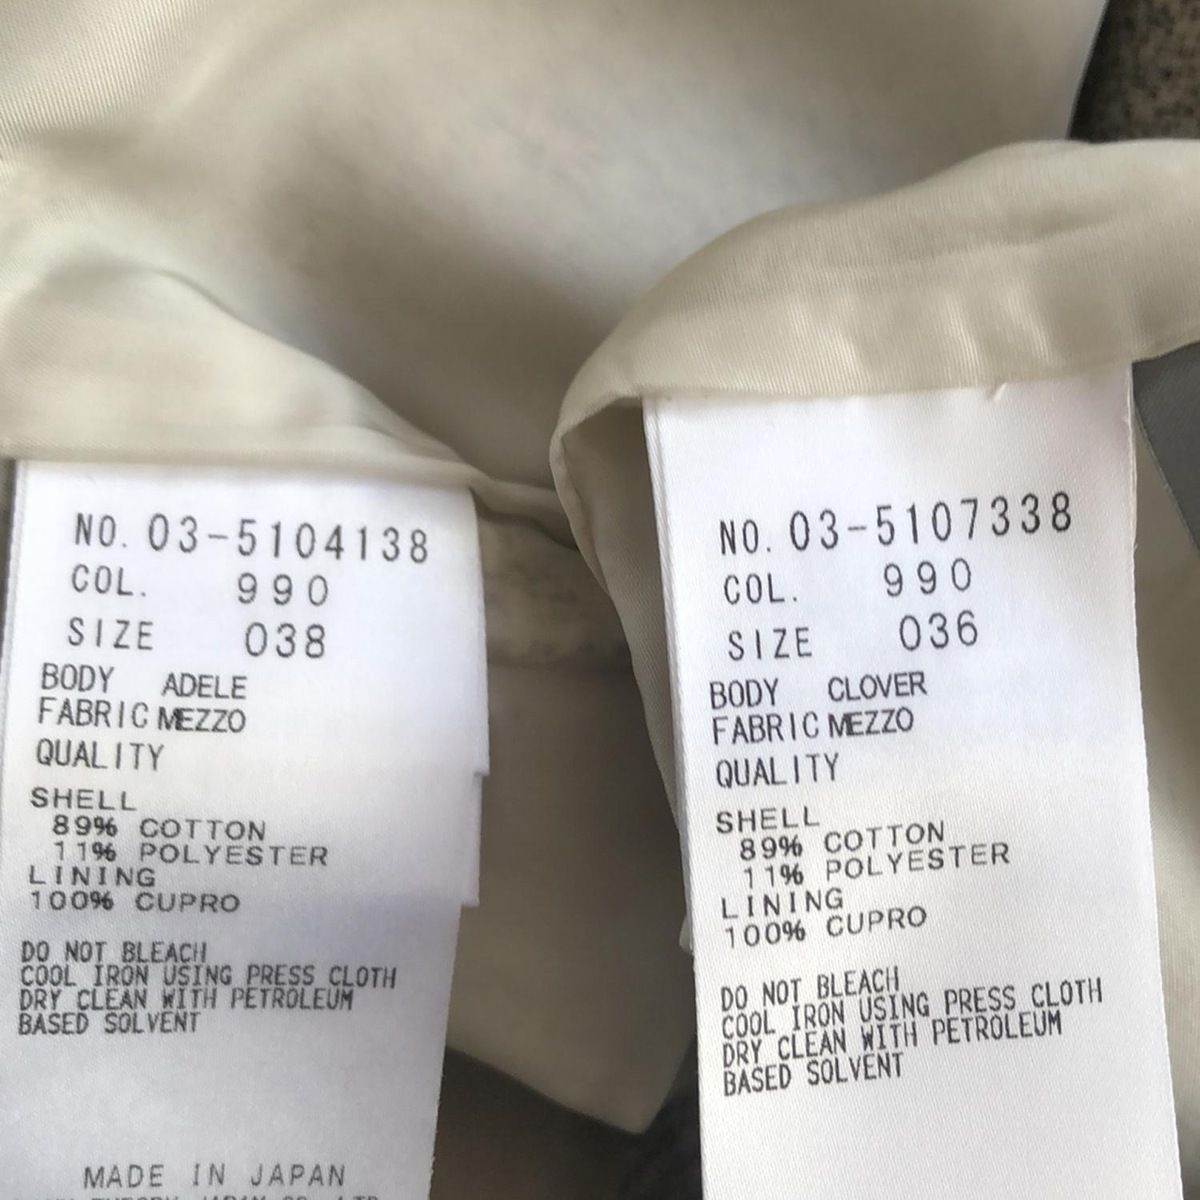 NO. 03-5104138
COL. 990
SIZE 038
BODY ADELE
FABRIC MEZZO
QUALITY
SHELL
89% COTTON
11% POLYESTER
LINING
100% CUPRO
DO NOT BLEACH
COOL IRON USING PRESS CLOTH
DRY CLEAN WITH PETROLEUM
BASED SOLVENT
MADE IN JAPAN
NO. 03-5107338
COL. 990
SIZE 036
BODY CLOVER
FABRIC MEZZO
QUALITY
SHELL
89% COTTON
11% POLYESTER
LINING
100% CUPRO
DO NOT BLEACH
COOL IRON USING PRESS CLOTH
DRY CLEAN WITH PETROLEUM
BASED SOLVENT